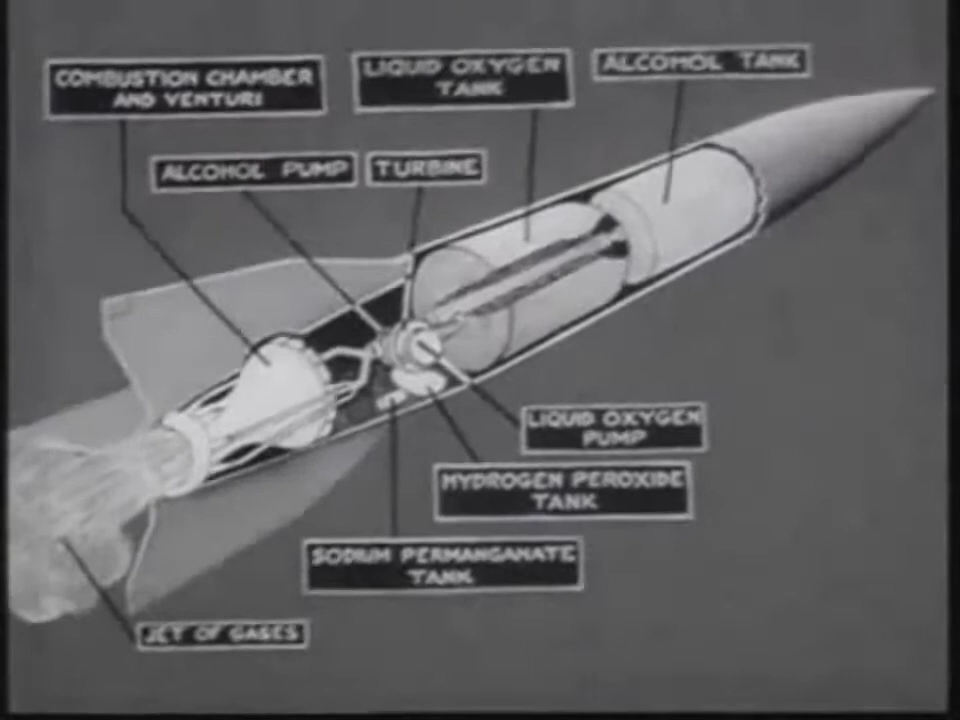 COMBUSTION CHAMBER
AND VENTURI
LIQUID OXYGEN
TANK
ALCOHOL TANK
ALCOHOL PUMP
TURBINE
LIQUID OXYGEN
PUMP
HYDROGEN PEROXIDE
TANK
SODIUM PERMANGANATE
TANK
JET OF GASES